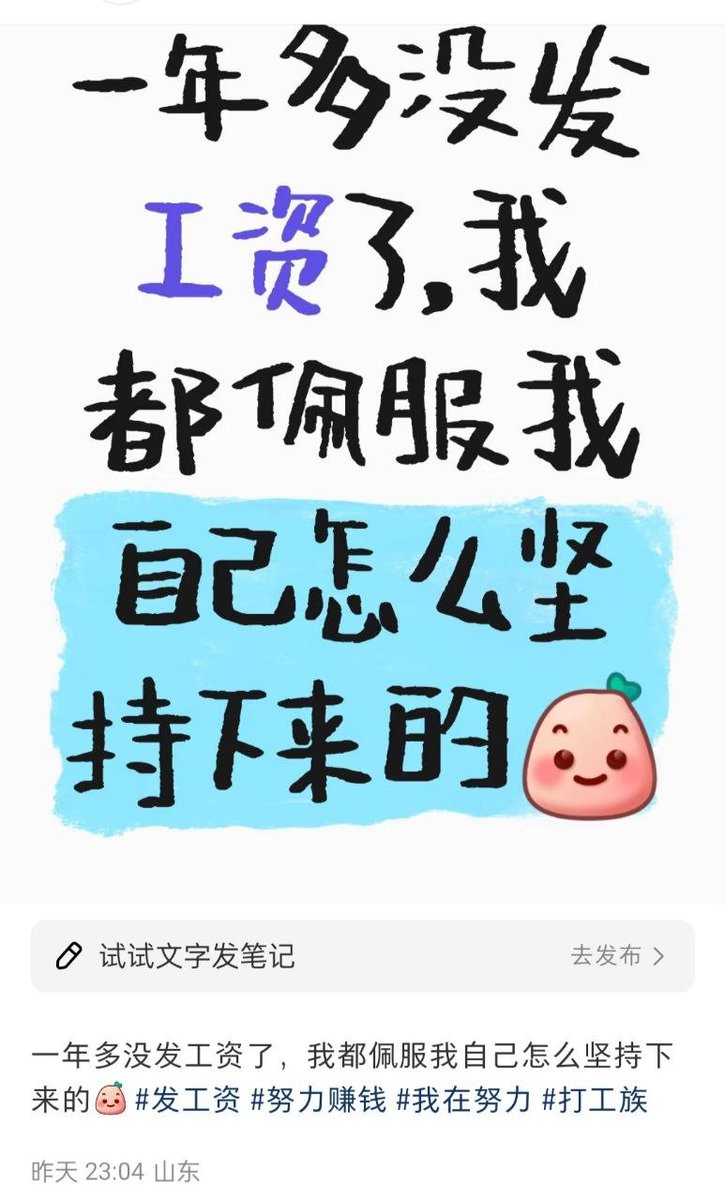 一年多没发
工资了,我
都佩服我
自己怎么坚
持下来的
试试文字发笔记 去发布 >
一年多没发工资了，我都佩服我自己怎么坚持下
来的 #发工资 #努力赚钱 #我在努力 #打工族
昨天 23:04 山东